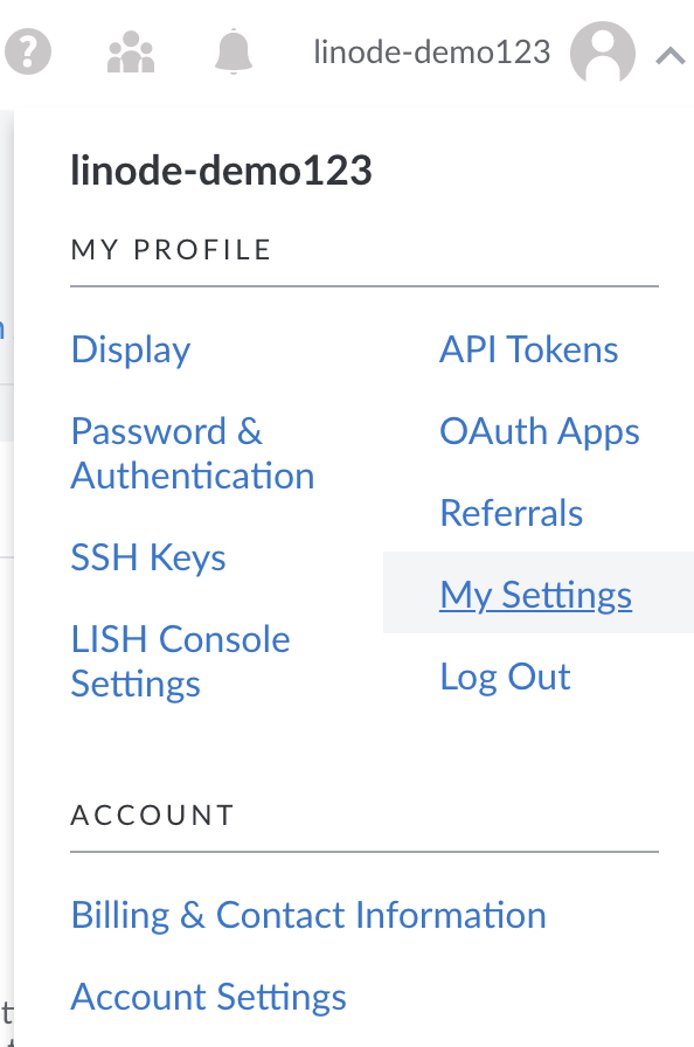 linode-demo123
linode-demo123
MY PROFILE
Display
Password &
Authentication
SSH Keys
LISH Console
Settings
API Tokens
OAuth Apps
Referrals
My Settings
Log Out
ACCOUNT
Billing & Contact Information
Account Settings